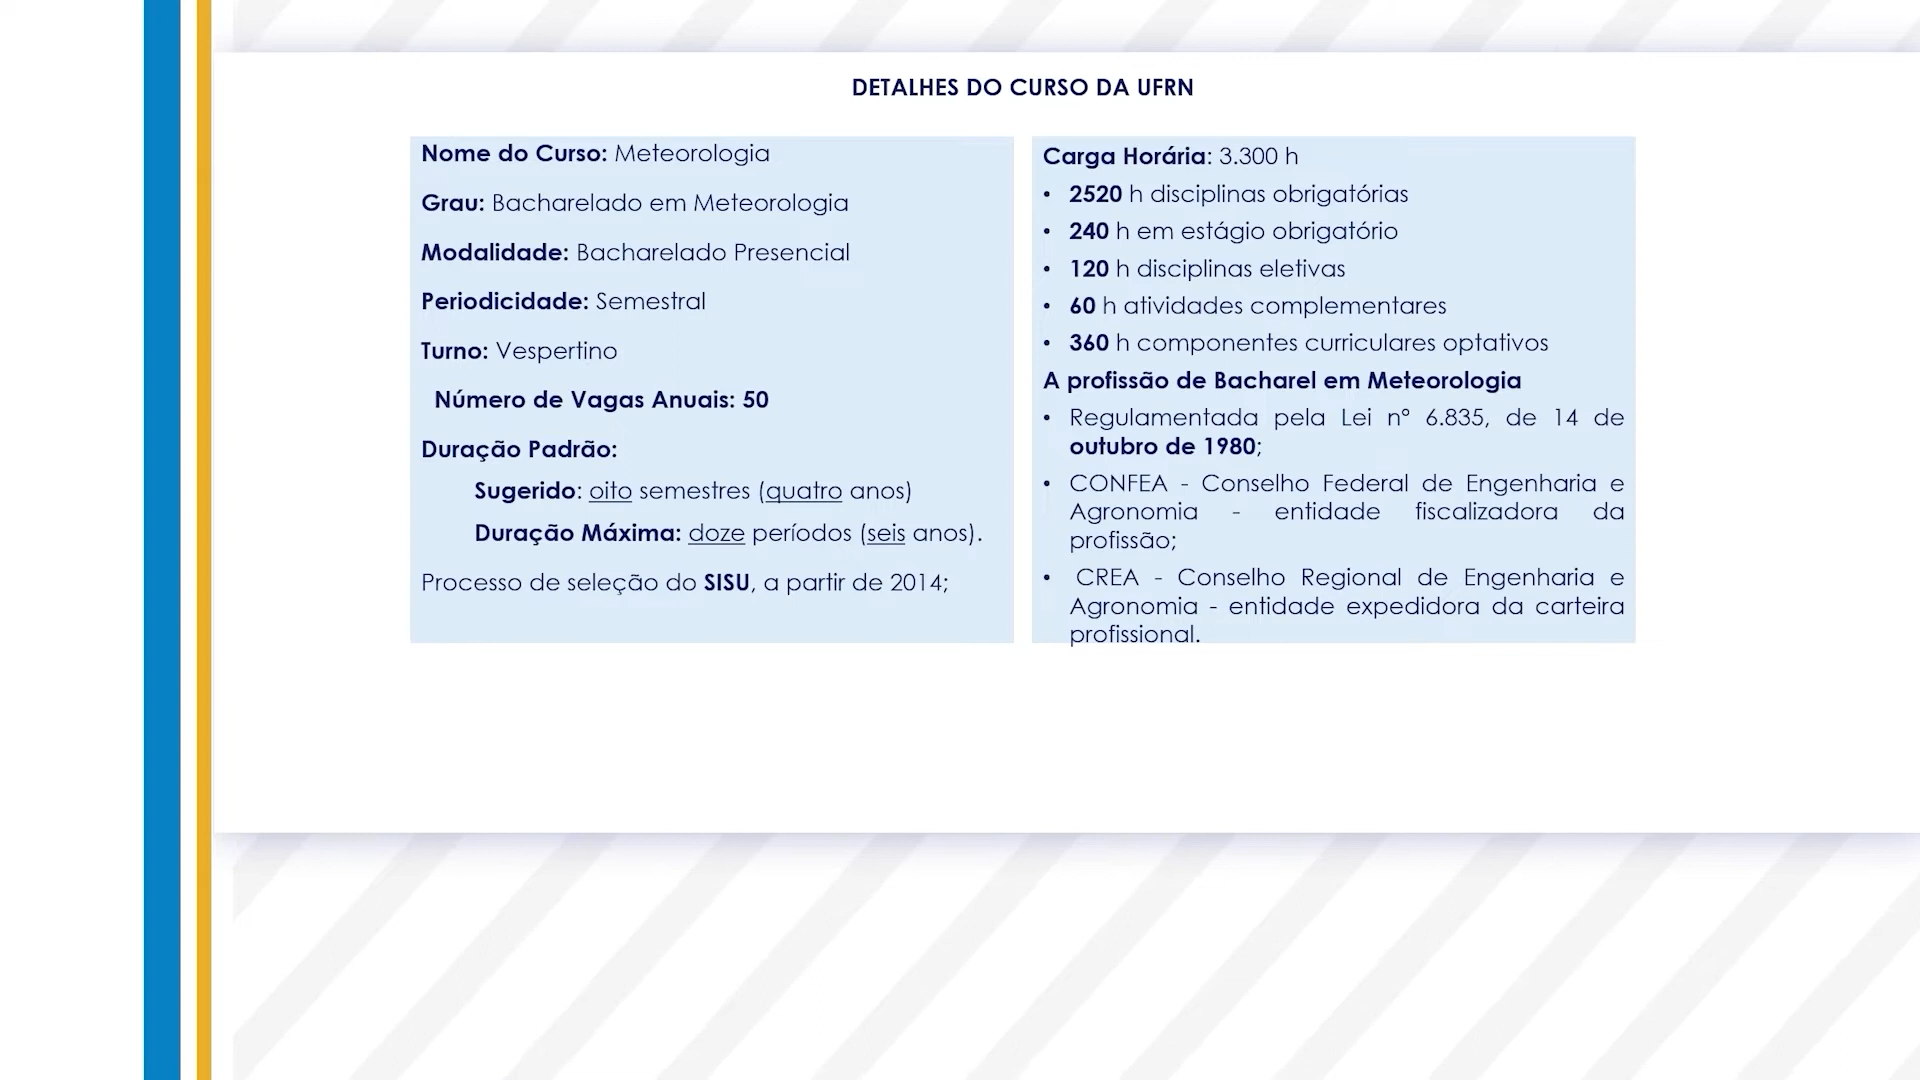 DETALHES DO CURSO DA UFRN
Nome do Curso: Meteorologia
Grau: Bacharelado em Meteorologia
Modalidade: Bacharelado Presencial
Periodicidade: Semestral
Turno: Vespertino
Número de Vagas Anuais: 50
Duração Padrão:
Sugerido: oito semestres (quatro anos)
Duração Máxima: doze períodos (seis anos).
Processo de seleção do SISU, a partir de 2014;
Carga Horária: 3.300 h
• 2520 h disciplinas obrigatórias
• 240 h em estágio obrigatório
• 120 h disciplinas eletivas
• 60 h atividades complementares
• 360 h componentes curriculares optativos
A profissão de Bacharel em Meteorologia
• Regulamentada pela Lei nº 6.835, de 14 de
outubro de 1980;
• CONFEA - Conselho Federal de Engenharia e
Agronomia - entidade fiscalizadora da
profissão;
• CREA - Conselho Regional de Engenharia e
Agronomia - entidade expedidora da carteira
profissional.